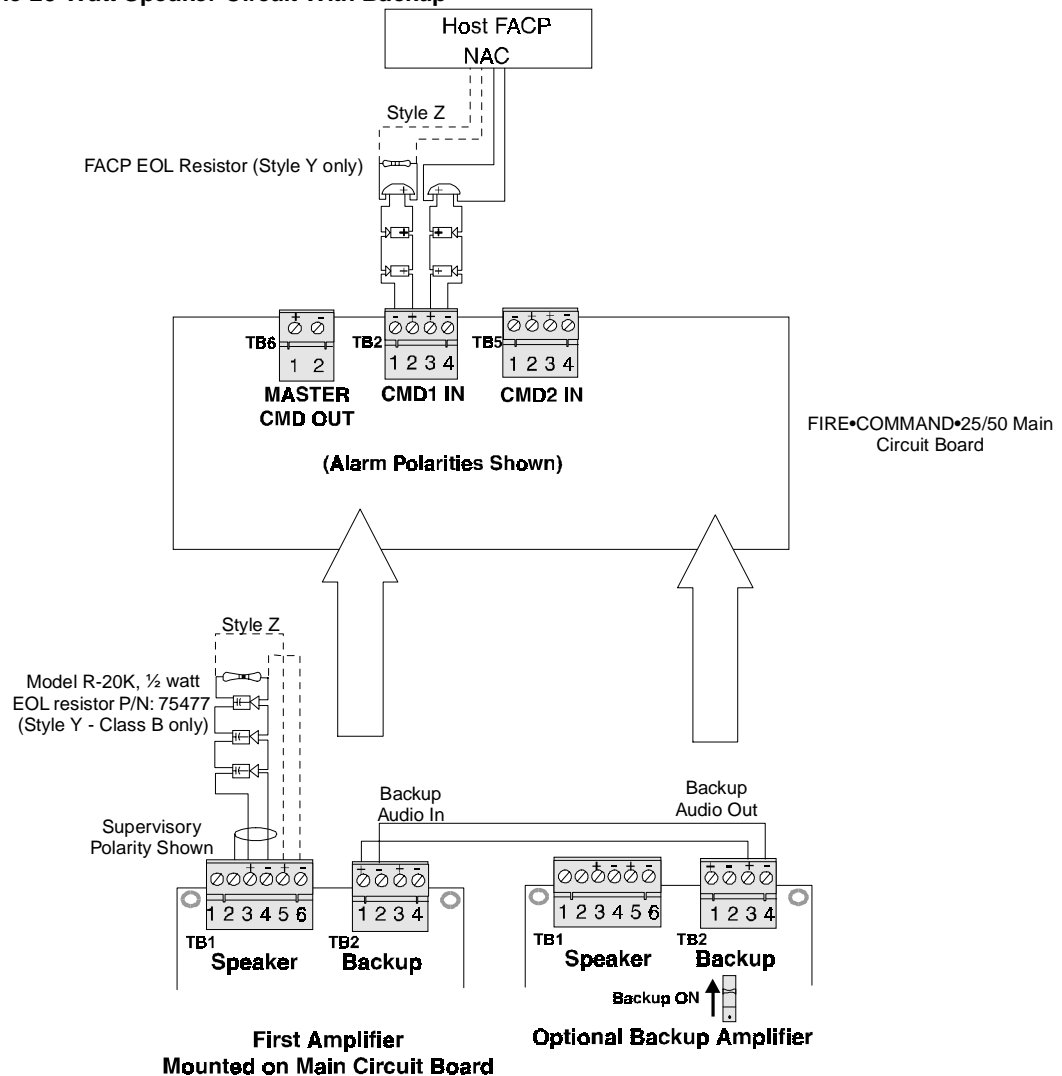 25 Watt Speaker Circuit With Backup
Host FACP
NAC
Style Z
FACP EOL Resistor (Style Y only)
+ -
- + + -
- + + -
TB6
TB2
TB5
1 2
1 2 3 4
1 2 3 4
MASTER
CMD OUT
CMD1 IN
CMD2 IN
(Alarm Polarities Shown)
FIRE•COMMAND•25/50 Main
Circuit Board
Style Z
Model R-20K, ½ watt
EOL resistor P/N: 75477
(Style Y - Class B only)
Supervisory
Polarity Shown
Backup
Audio In
Backup
Audio Out
+ - + -
+ - + -
+ - + -
+ - + -
1 2 3 4 5 6
1 2 3 4
1 2 3 4 5 6
1 2 3 4
TB1
Speaker
TB2
Backup
TB1
Speaker
TB2
Backup
Backup ON
First Amplifier
Mounted on Main Circuit Board
Optional Backup Amplifier